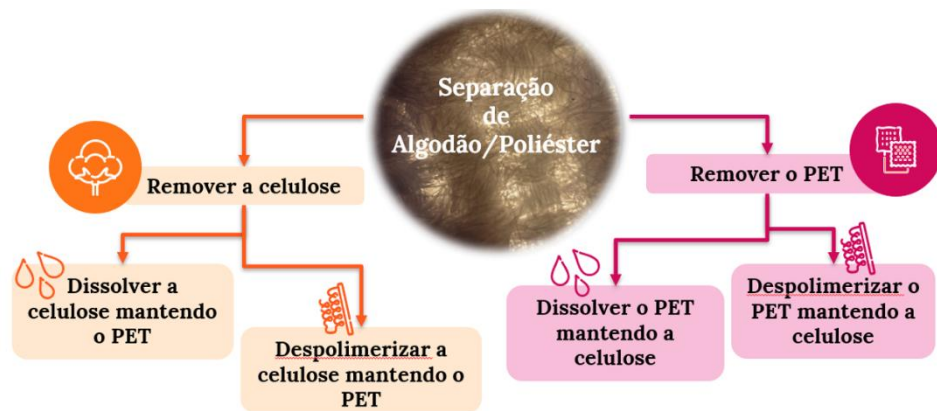 Separação
de
Algodão/Poliéster
Remover a celulose
Remover o PET
Dissolver a
celulose mantendo
o PET
Despolimerizar a
celulose mantendo o
PET
Dissolver o PET
mantendo a
celulose
Despolimerizar o
PET mantendo a
celulose